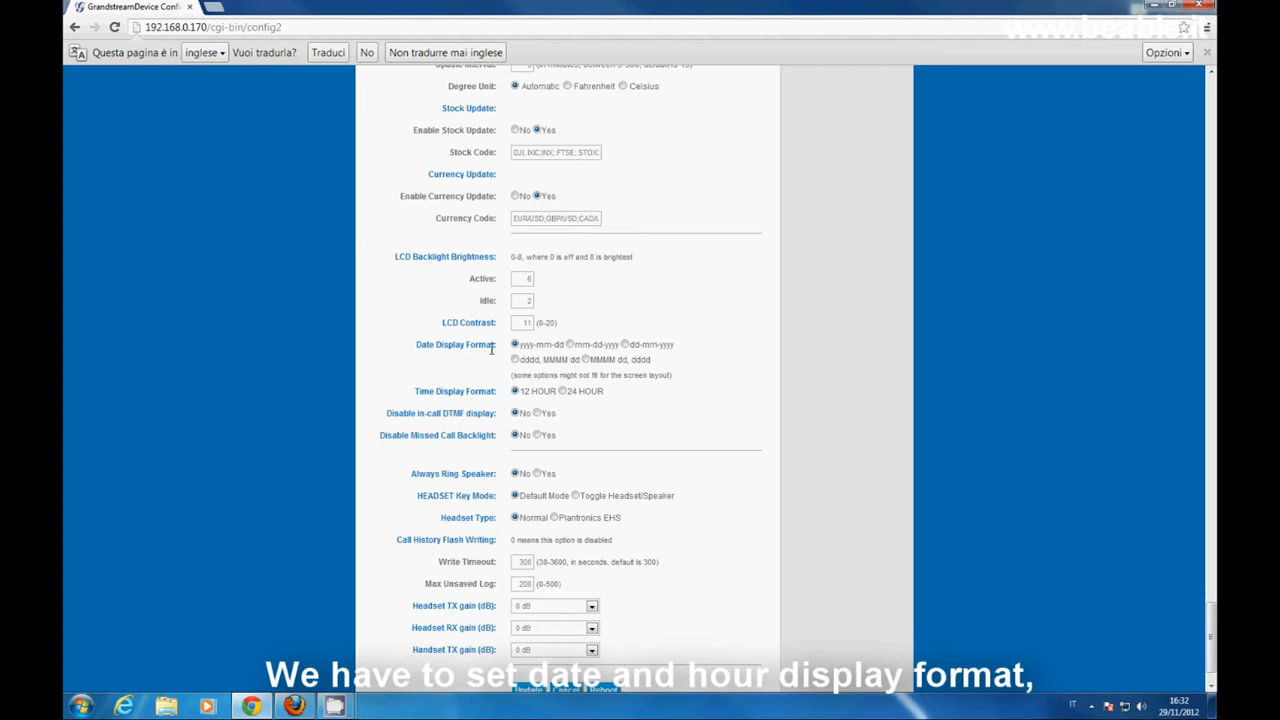 GrandstreamDevice Confi
192.168.0.170/cgi-bin/config2
www.beable.it
Questa pagina è in inglese Vuoi tradurla? Traduci No Non tradurre mai inglese Opzioni
Degree Unit: Automatic Fahrenheit Celsius
Stock Update:
Enable Stock Update: No Yes
Stock Code: DJI;.IXIC;INX;.FTSE;.STOX:
Currency Update:
Enable Currency Update: No Yes
Currency Code: EUR/USD;GBP/USD;CAD/L
LCD Backlight Brightness: 0-8, where 0 is off and 8 is brightest
Active: 6
Idle: 2
LCD Contrast: 11 (0-20)
Date Display Format: yyyy-mm-dd mm-dd-yyyy dd-mm-yyyy
dddd, MMMM dd MMMM dd, dddd
(some options might not fit for the screen layout)
Time Display Format: 12 HOUR 24 HOUR
Disable in-call DTMF display: No Yes
Disable Missed Call Backlight: No Yes
Always Ring Speaker: No Yes
HEADSET Key Mode: Default Mode Toggle Headset/Speaker
Headset Type: Normal Plantronics EHS
Call History Flash Writing: 0 means this option is disabled
Write Timeout: 300 (30-3600, in seconds, default is 300)
Max Unsaved Log: 200 (0-500)
Headset TX gain (dB): 0 dB
Headset RX gain (dB): 0 dB
Handset TX gain (dB): 0 dB
Update Cancel Reboot
We have to set date and hour display format,
IT 16:32
29/11/2012